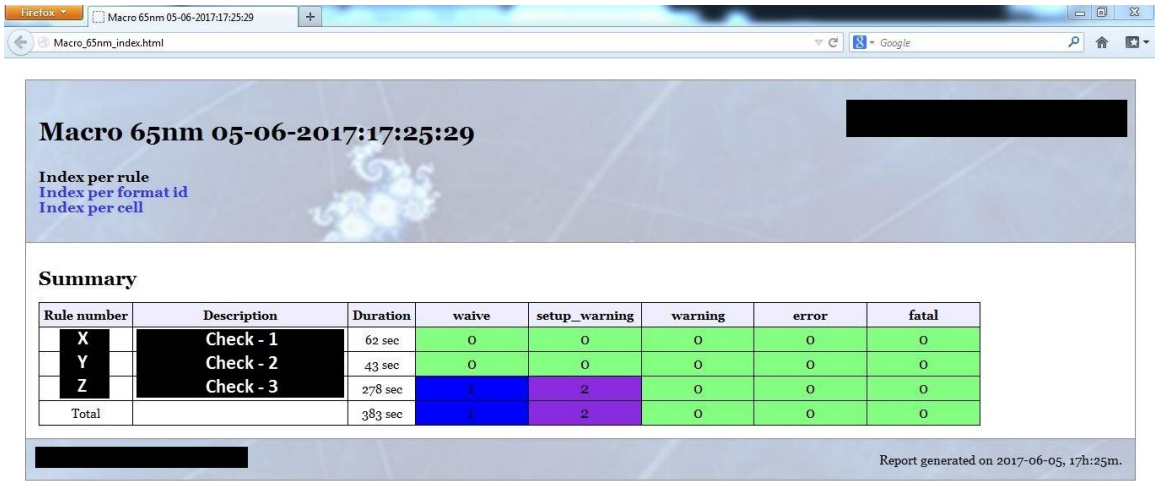 Firefox
Macro 65nm 05-06-2017:17:25:29
Macro_65nm_index.html
Google
Macro 65nm 05-06-2017:17:25:29
Index per rule
Index per format id
Index per cell
Summary
Rule number Description Duration waive setup_warning warning error fatal
X Check - 1 62 sec 0 0 0 0 0
Y Check - 2 43 sec 0 0 0 0 0
Z Check - 3 278 sec 2 0 0 0
Total 383 sec 2 0 0 0
Report generated on 2017-06-05, 17h:25m.